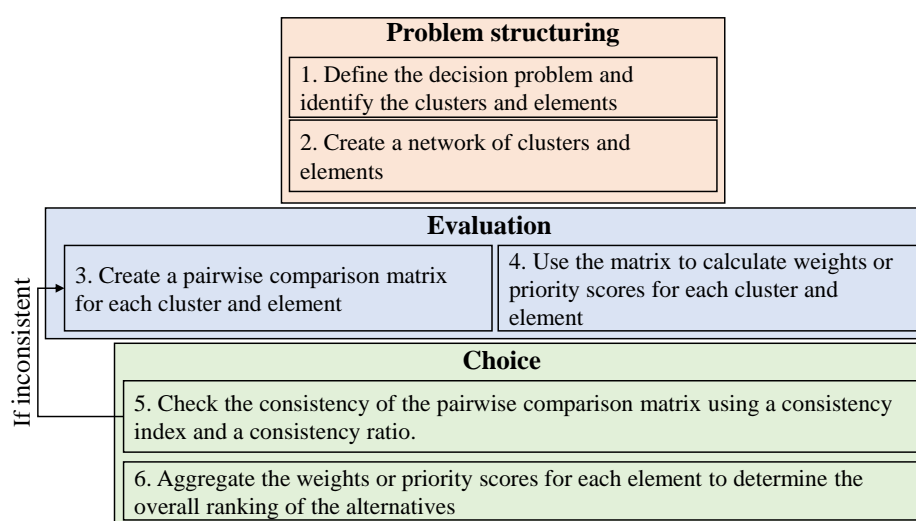 Problem structuring
1. Define the decision problem and
identify the clusters and elements
2. Create a network of clusters and
elements
Evaluation
3. Create a pairwise comparison matrix
for each cluster and element
4. Use the matrix to calculate weights or
priority scores for each cluster and
element
If inconsistent
Choice
5. Check the consistency of the pairwise comparison matrix using a consistency
index and a consistency ratio.
6. Aggregate the weights or priority scores for each element to determine the
overall ranking of the alternatives